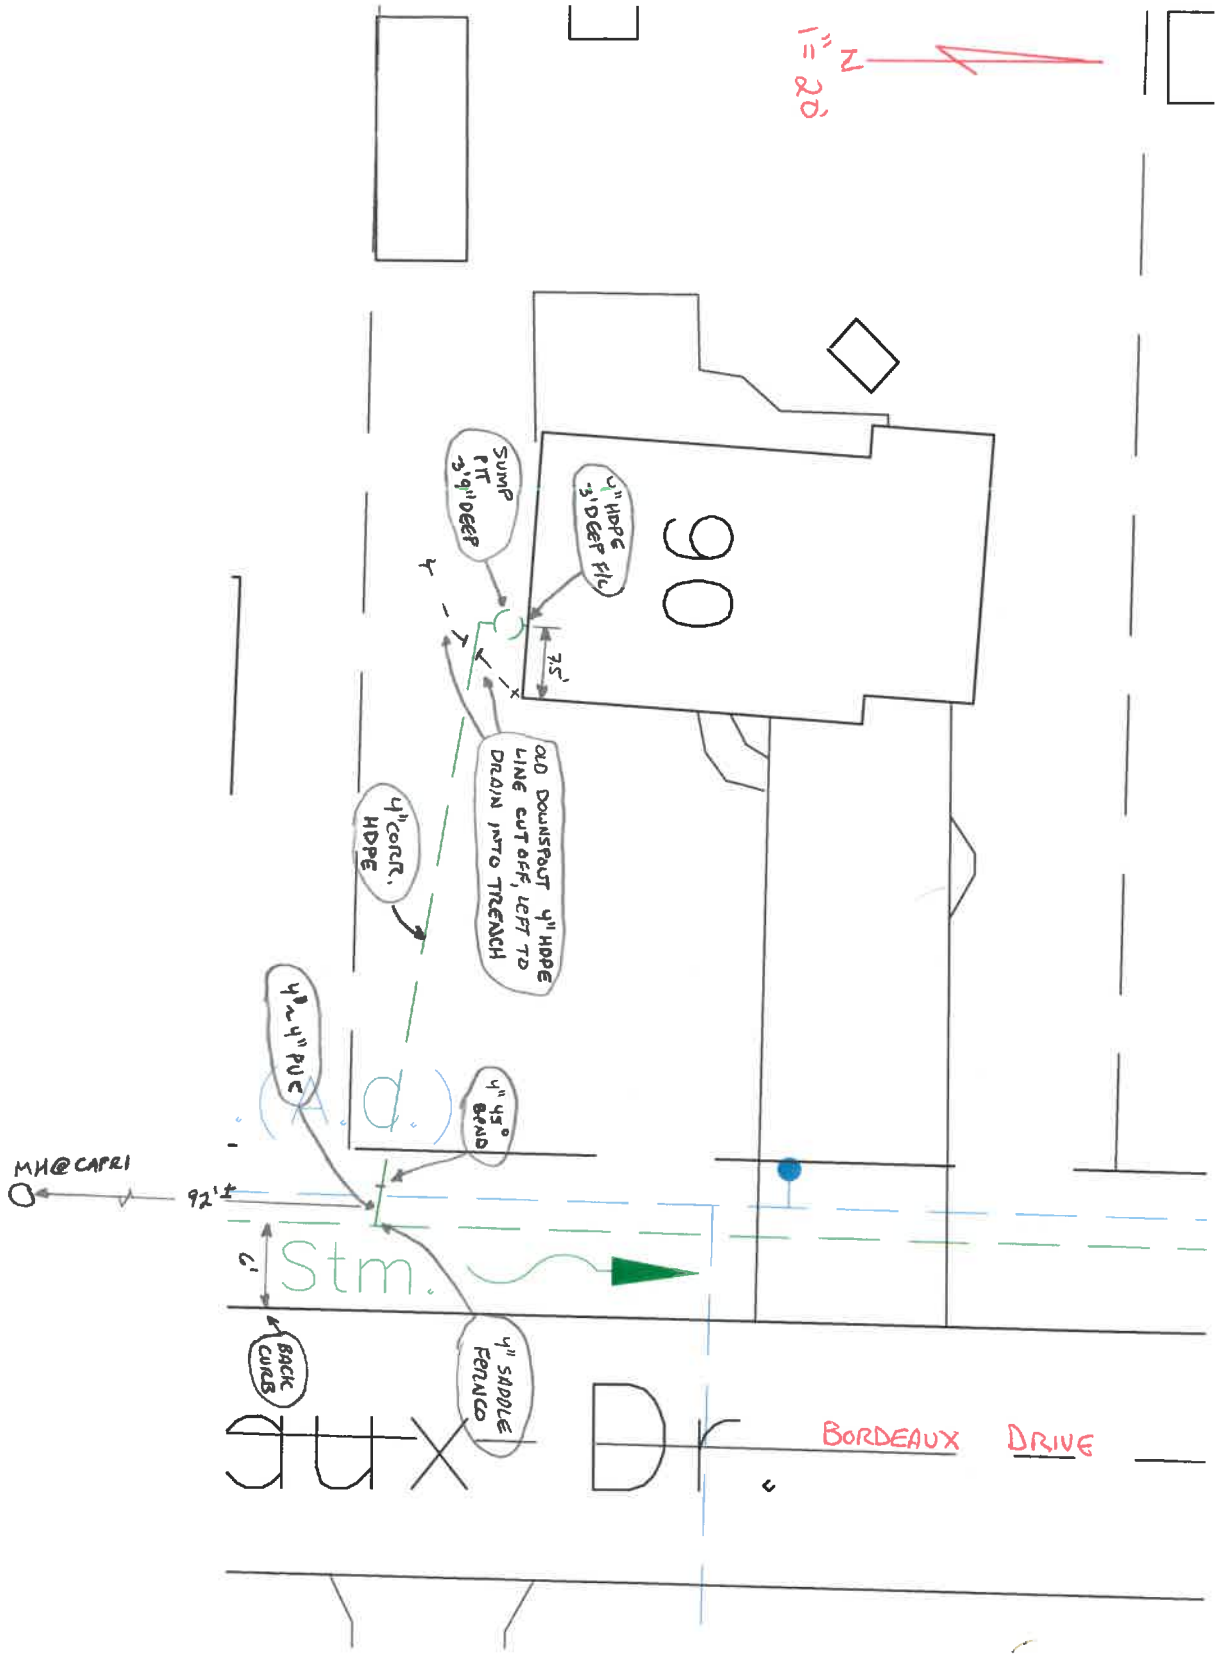 N
1"= 20'
SUMP
PIT
-3'9" DEEP
4" HDPE
-3' DEEP F/L
90
7.5'
OLD DOWNSPOUT 4" HDPE
LINE CUT OFF, LEFT TO
DRAIN INTO TRENCH
4" CORR.
HDPE
4"~4" PVC
(A.d.)
4" 45°
BEND
MH@CAPRI
92'±
6'
Stm.
BACK
CURB
4" SADDLE
FERNCO
aux Dr.
BORDEAUX DRIVE